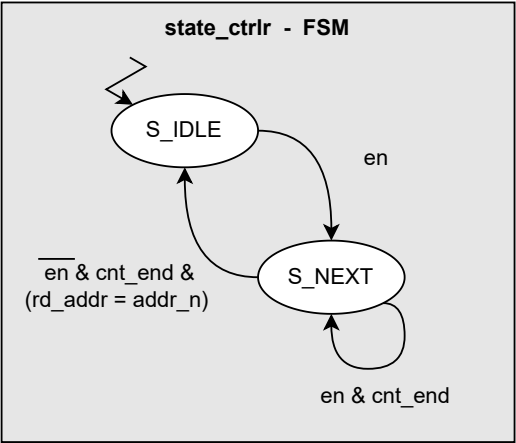 state_ctrlr - FSM
S_IDLE
en
S_NEXT
en & cnt_end &
(rd_addr = addr_n)
en & cnt_end